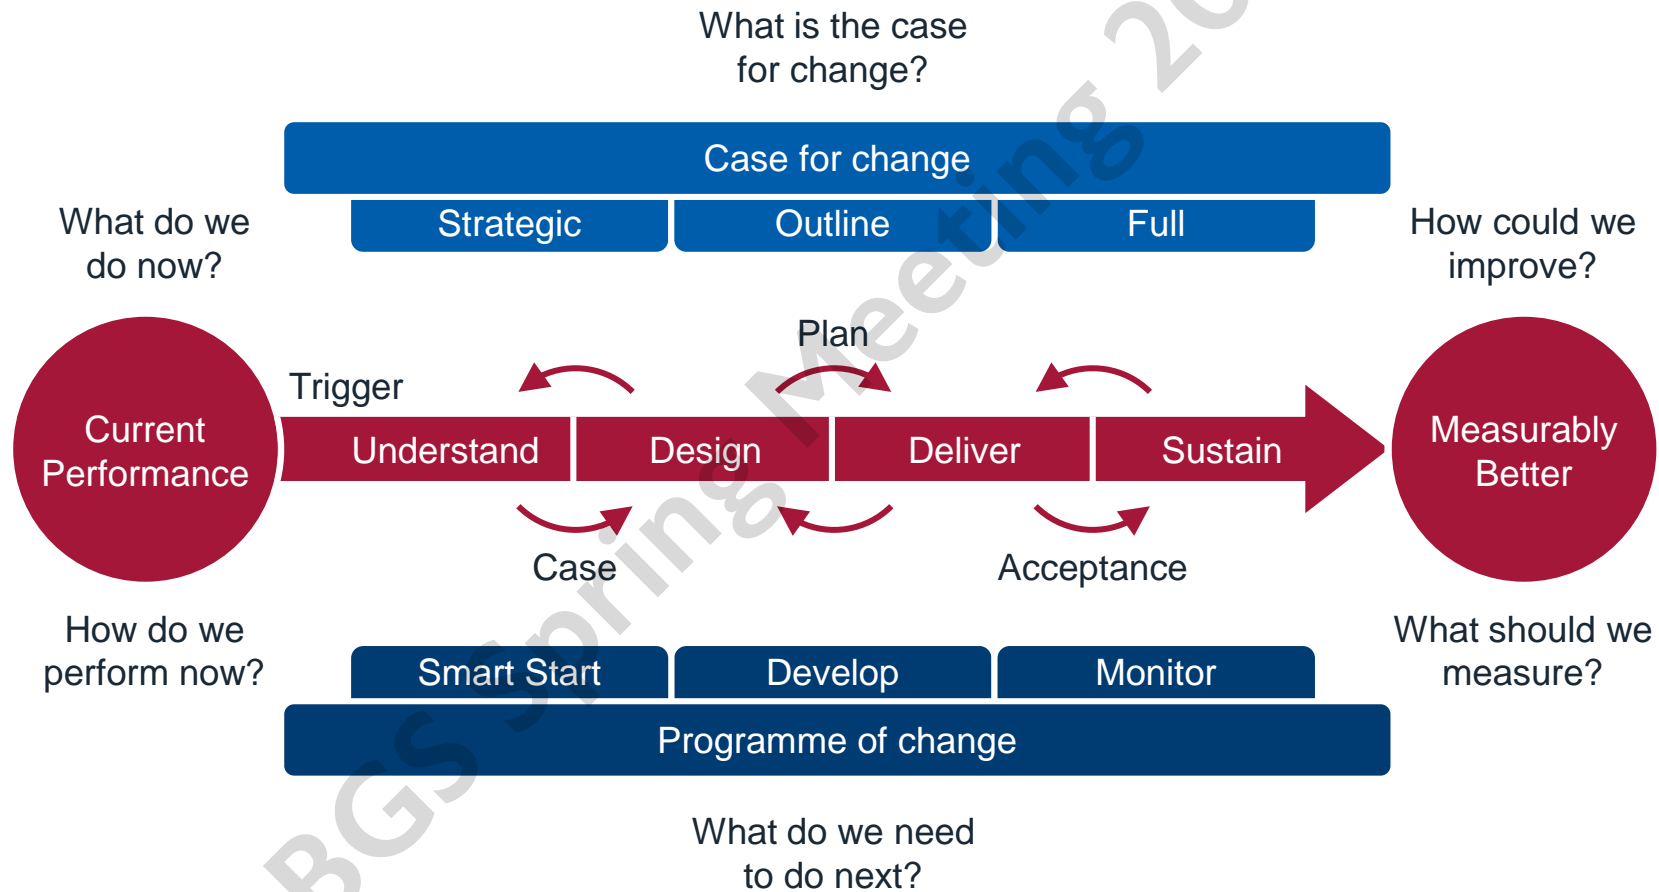 What is the case
for change?
Case for change
Strategic
Outline
Full
What do we
do now?
How could we
improve?
Plan
Trigger
Current
Performance
Understand
Design
Deliver
Sustain
Measurably
Better
Case
Acceptance
How do we
perform now?
What should we
measure?
Smart Start
Develop
Monitor
Programme of change
What do we need
to do next?
BGS Spring Meeting